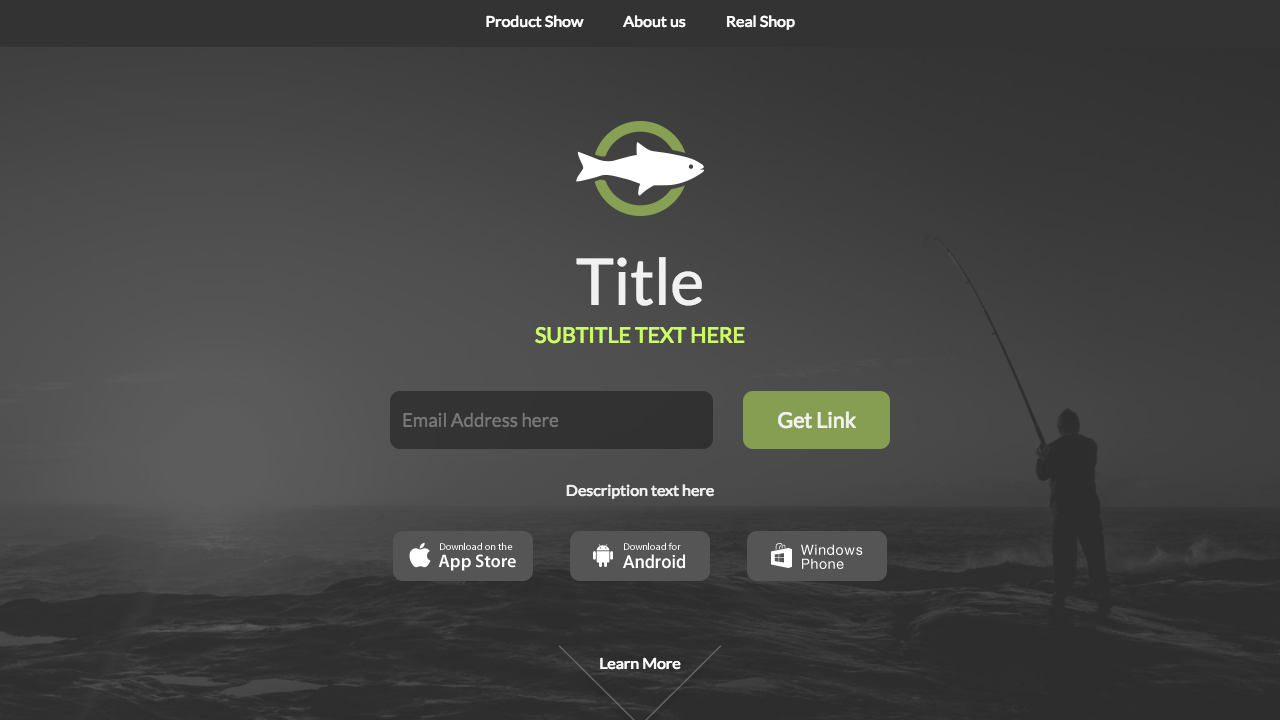 Product Show About us Real Shop
Title
SUBTITLE TEXT HERE
Email Address here
Get Link
Description text here
Download on the
App Store
Download for
Android
Windows
Phone
Learn More